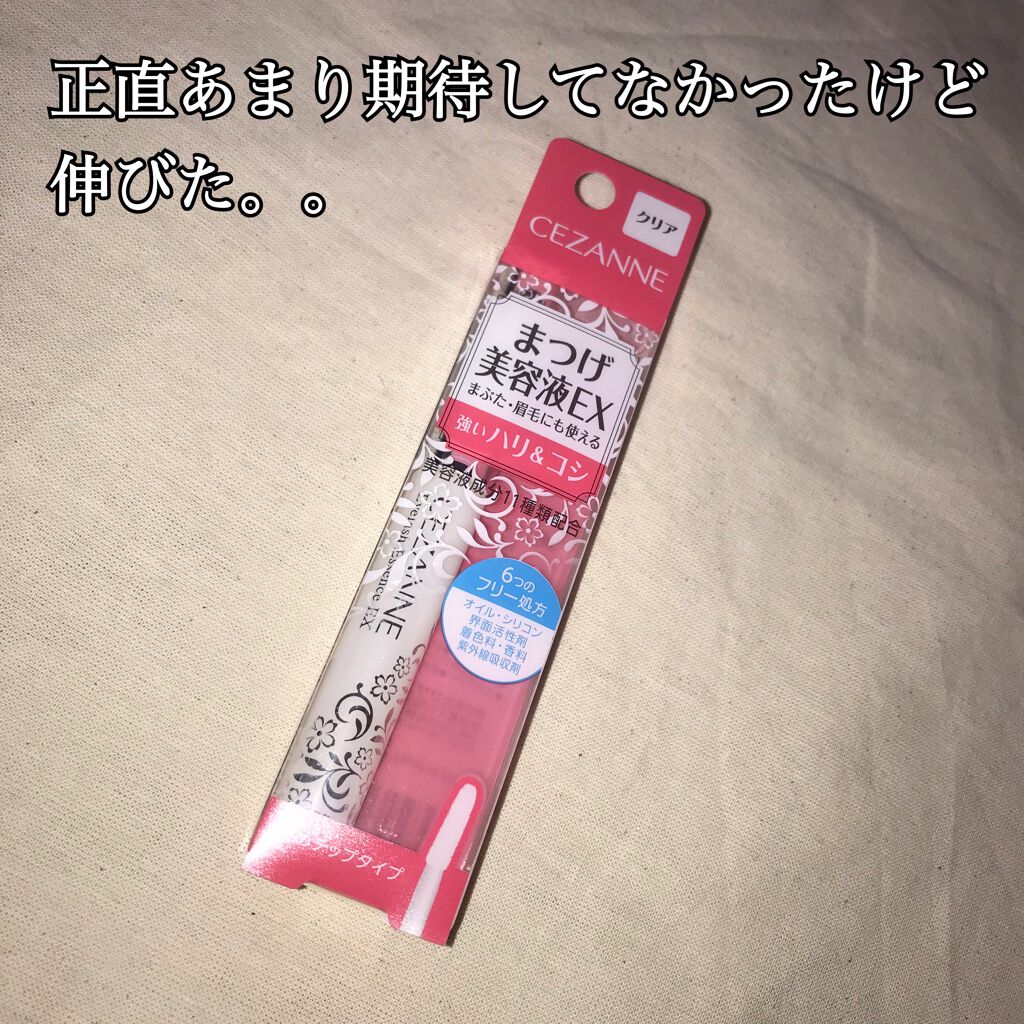 正直あまり期待してなかったけど
伸びた。。
クリア
CEZANNE
まつげ
美容液EX
まぶた・眉毛にも使える
強いハリ&コシ
美容液成分11種類配合
CEZANNE
Eyelash Essence EX
6つの
フリー処方
オイル・シリコン
界面活性剤
着色料・香料
紫外線吸収剤
チップタイプ